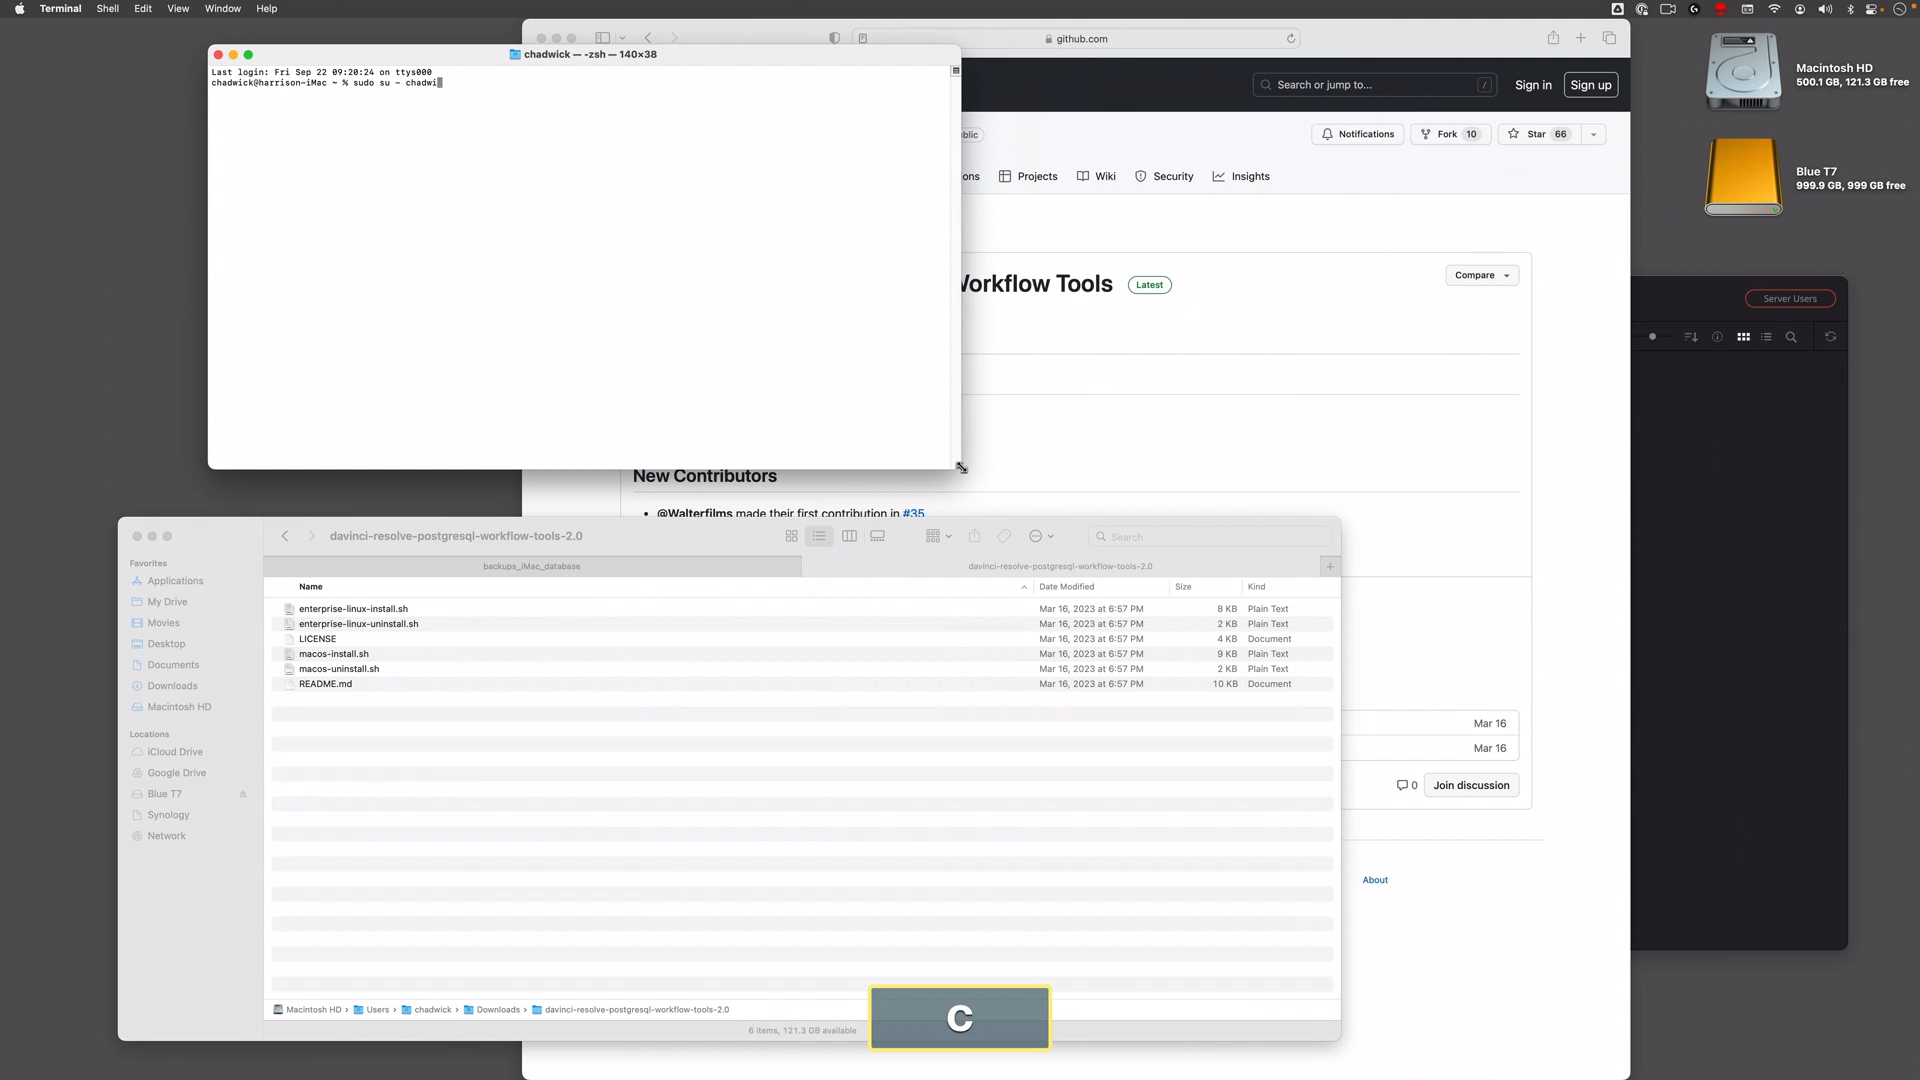 Terminal Shell Edit View Window Help
github.com
chadwick — -zsh — 140×38
Last login: Fri Sep 22 09:20:24 on ttys000
chadwick@harrison-iMac ~ % sudo su - chadwi
Search or jump to... /
Sign in
Sign up
Macintosh HD
500.1 GB, 121.3 GB free
Notifications
Fork 10
Star 66
Projects
Wiki
Security
Insights
Blue T7
999.9 GB, 999 GB free
Workflow Tools
Latest
Compare
Server Users
New Contributors
• @Walterfilms made their first contribution in #35
davinci-resolve-postgresql-workflow-tools-2.0
Search
backups_iMac_database
davinci-resolve-postgresql-workflow-tools-2.0
Favorites
Applications
My Drive
Movies
Desktop
Documents
Downloads
Macintosh HD
Locations
iCloud Drive
Google Drive
Blue T7
Synology
Network
Name Date Modified Size Kind
enterprise-linux-install.sh Mar 16, 2023 at 6:57 PM 8 KB Plain Text
enterprise-linux-uninstall.sh Mar 16, 2023 at 6:57 PM 2 KB Plain Text
LICENSE Mar 16, 2023 at 6:57 PM 4 KB Document
macos-install.sh Mar 16, 2023 at 6:57 PM 9 KB Plain Text
macos-uninstall.sh Mar 16, 2023 at 6:57 PM 2 KB Plain Text
README.md Mar 16, 2023 at 6:57 PM 10 KB Document
Mar 16
Mar 16
0
Join discussion
About
Macintosh HD › Users › chadwick › Downloads › davinci-resolve-postgresql-workflow-tools-2.0
6 items, 121.3 GB available
C